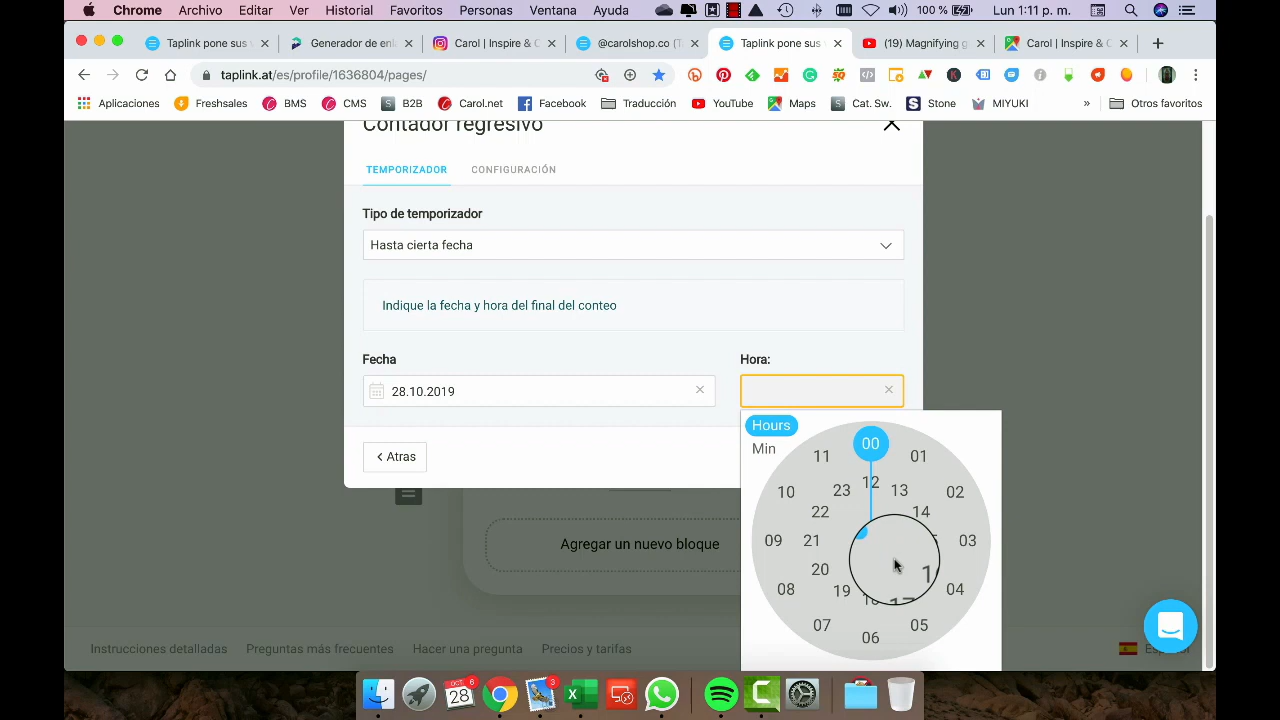 Chrome Archivo Editar Ver Historial Favoritos Personas Ventana Ayuda 100 % Lun 1:11 p. m.
Taplink pone sus Generador de en Carol | Inspire & C @carolshop.co (T Taplink pone sus (19) Magnifying g Carol | Inspire & C
taplink.at/es/profile/1636804/pages/
Aplicaciones Freshsales BMS CMS B2B Carol.net Facebook Traducción YouTube Maps Cat. Sw. Stone MIYUKI » Otros favoritos
Contador regresivo
TEMPORIZADOR CONFIGURACIÓN
Tipo de temporizador
Hasta cierta fecha
Indique la fecha y hora del final del conteo
Fecha Hora:
28.10.2019
Hours
Min
00
11 01
12
23 13
10 02
22 14
09 21 03
20
08 19 04
07 05
06
Atras
Agregar un nuevo bloque
Instrucciones detalladas Preguntas más frecuentes Hacer una pregunta Precios y tarifas
OCT 6
28
3